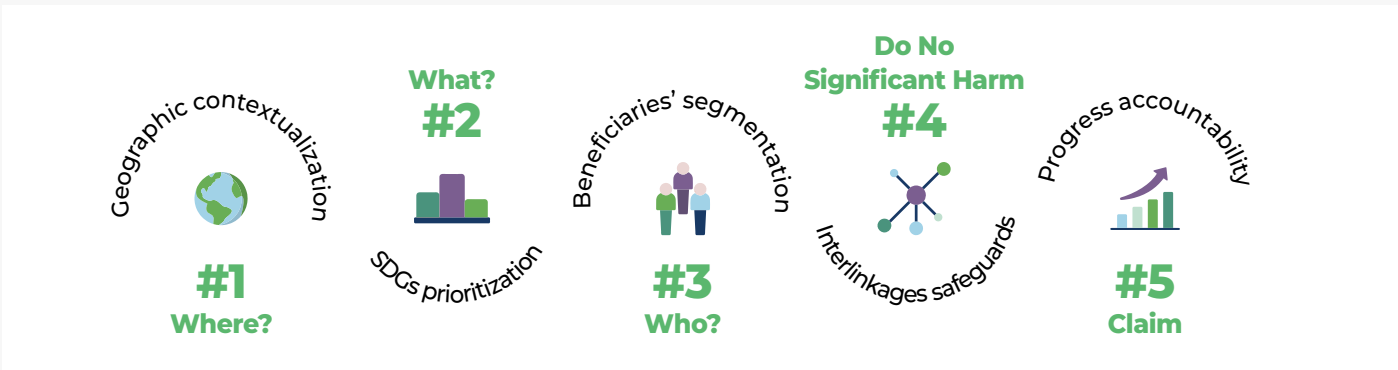 Geographic contextualization
#1
Where?
What?
#2
SDGs prioritization
Beneficiaries’ segmentation
#3
Who?
Do No
Significant Harm
#4
Interlinkages safeguards
Progress accountability
#5
Claim